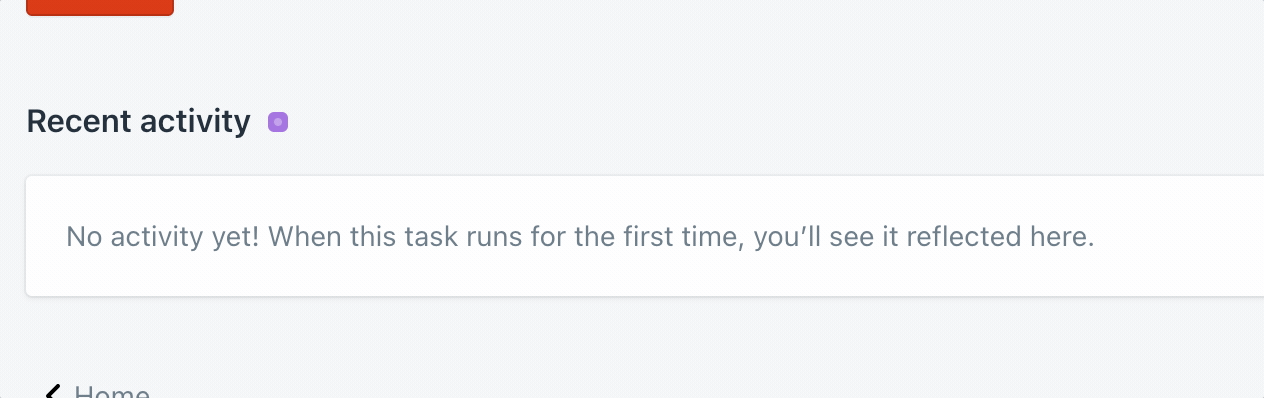 Recent activity
No activity yet! When this task runs for the first time, you’ll see it reflected here.
Home